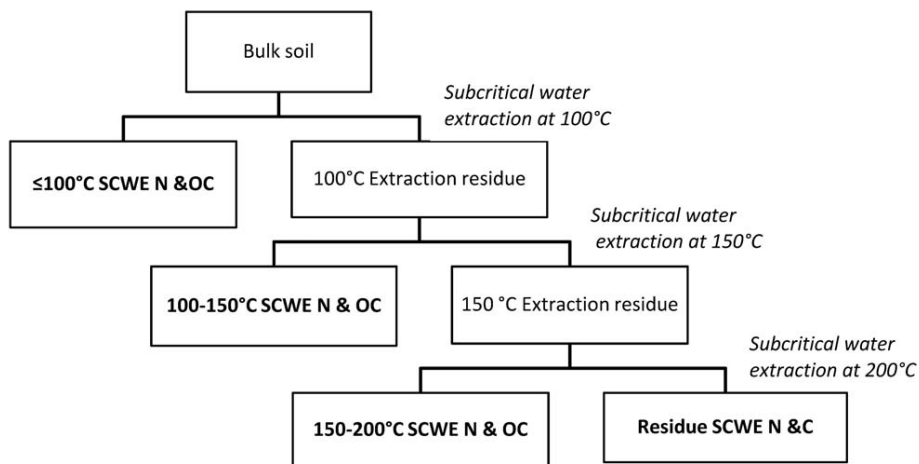 Bulk soil
Subcritical water
extraction at 100°C
≤100°C SCWE N &OC
100°C Extraction residue
Subcritical water
extraction at 150°C
100-150°C SCWE N & OC
150 °C Extraction residue
Subcritical water
extraction at 200°C
150-200°C SCWE N & OC
Residue SCWE N &C